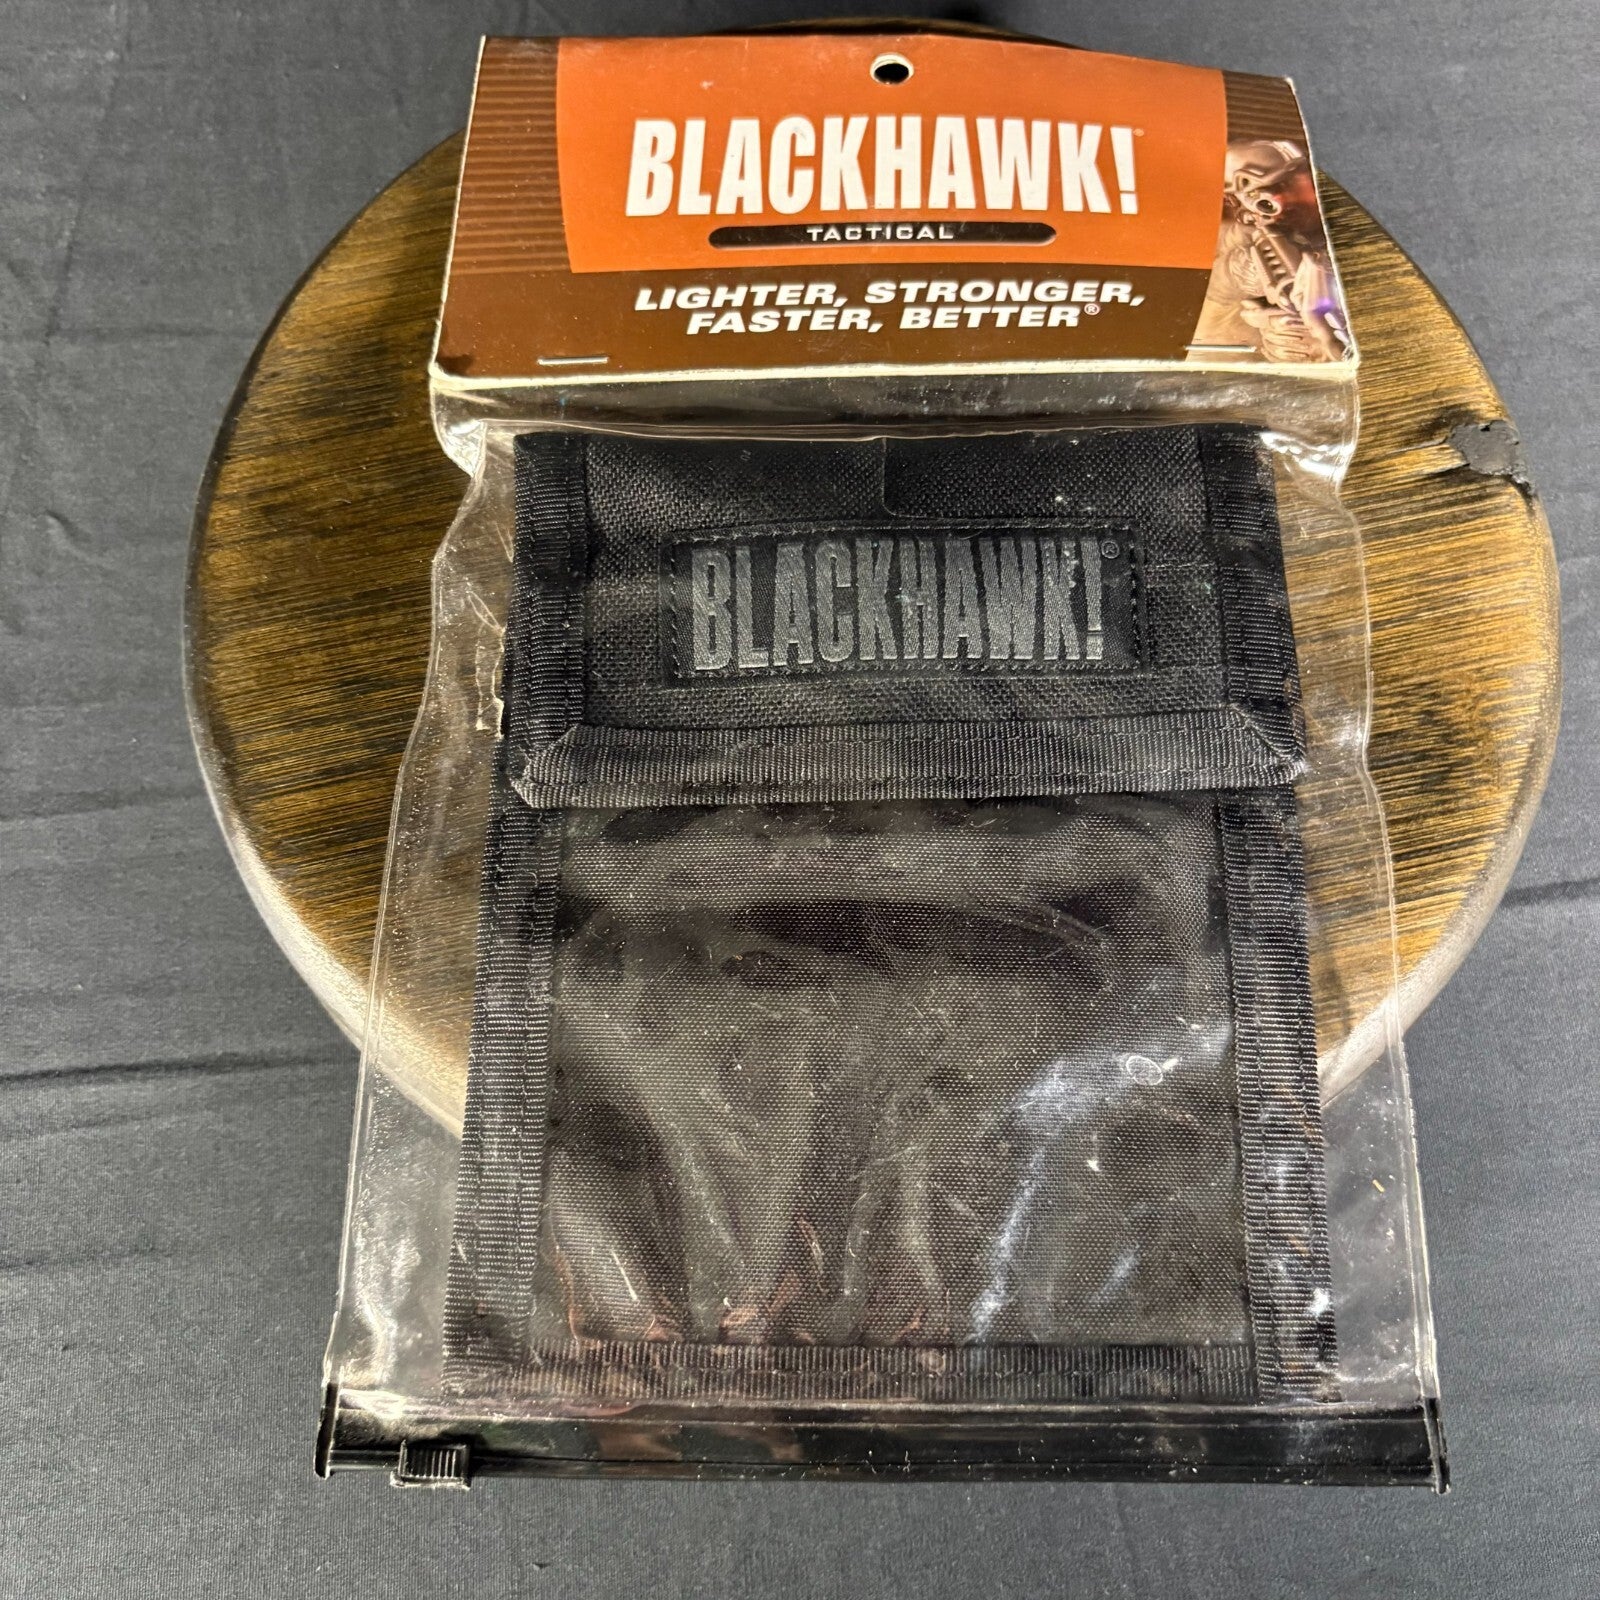 BLACKHAWK!
TACTICAL
LIGHTER, STRONGER,
FASTER, BETTER®
BLACKHAWK!®